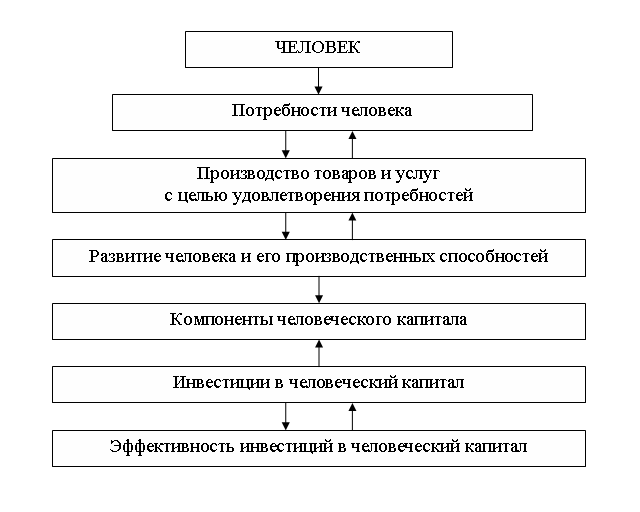 ЧЕЛОВЕК
Потребности человека
Производство товаров и услуг
с целью удовлетворения потребностей
Развитие человека и его производственных способностей
Компоненты человеческого капитала
Инвестиции в человеческий капитал
Эффективность инвестиций в человеческий капитал